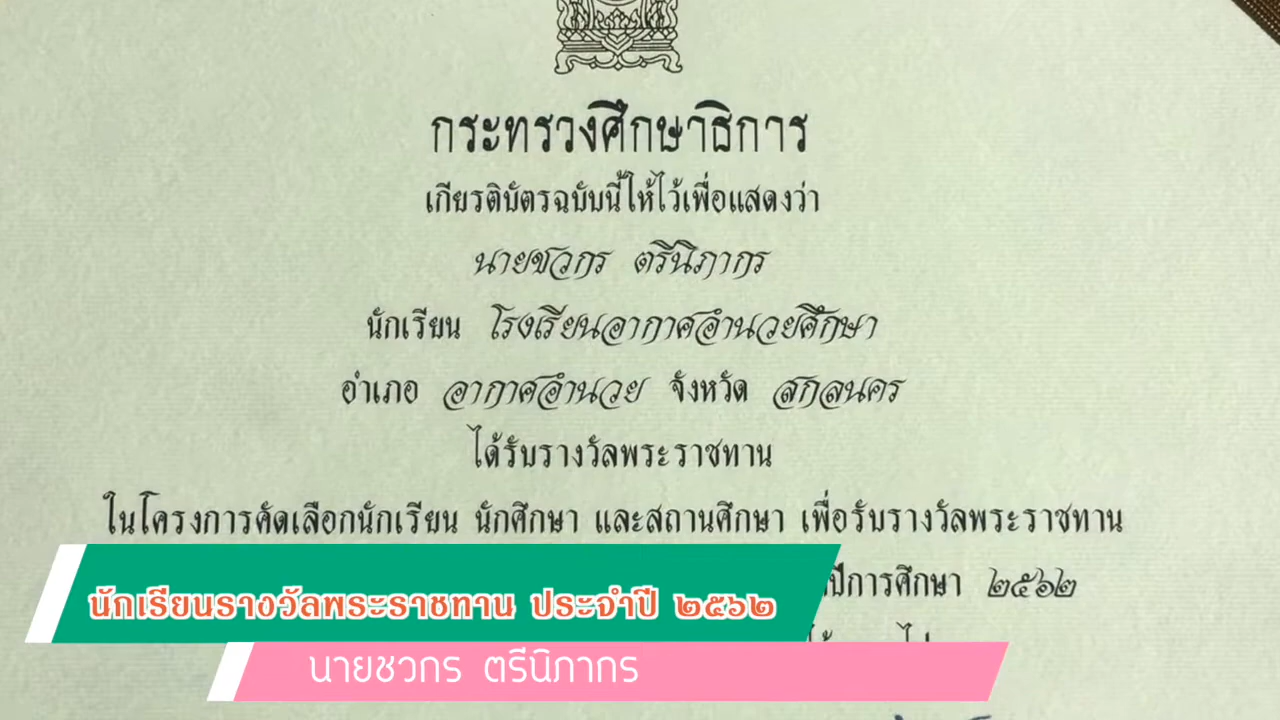 กระทรวงศึกษาธิการ
เกียรติบัตรฉบับนี้ให้ไว้เพื่อแสดงว่า
นายชวกร ตรีนิภากร
นักเรียน โรงเรียนอากาศอำนวยศึกษา
อำเภอ อากาศอำนวย จังหวัด สกลนคร
ได้รับรางวัลพระราชทาน
ในโครงการคัดเลือกนักเรียน นักศึกษา และสถานศึกษา เพื่อรับรางวัลพระราชทาน
ปีการศึกษา ๒๕๖๒
นักเรียนรางวัลพระราชทาน ประจำปี ๒๕๖๒
นายชวกร ตรีนิภากร